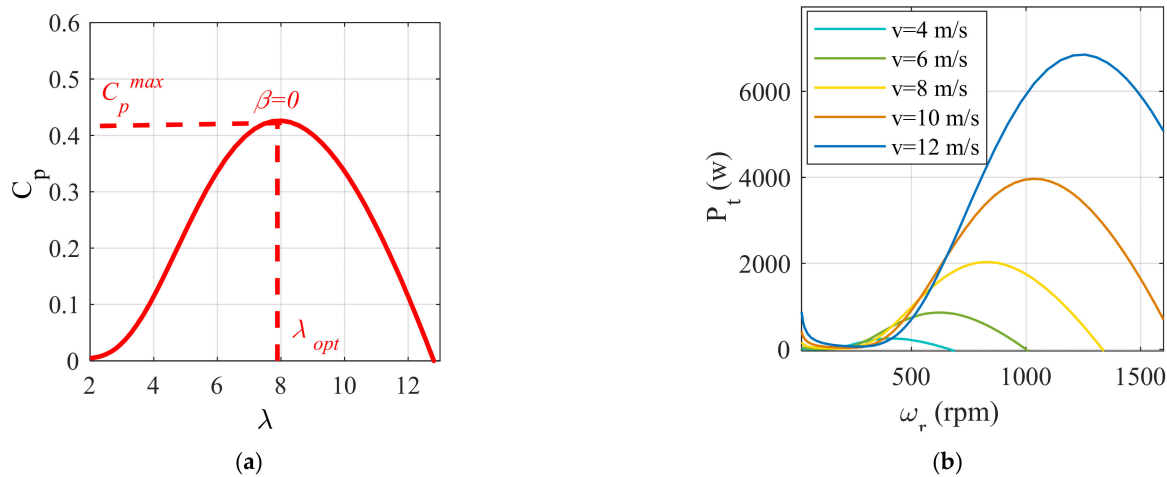 0.6
0.5
0.4
0.3
0.2
0.1
0
C_p
C_p^max
β=0
λ_opt
2 4 6 8 10 12
λ
(a)
v=4 m/s
v=6 m/s
v=8 m/s
v=10 m/s
v=12 m/s
6000
4000
2000
0
P_t (w)
500 1000 1500
ω_r (rpm)
(b)